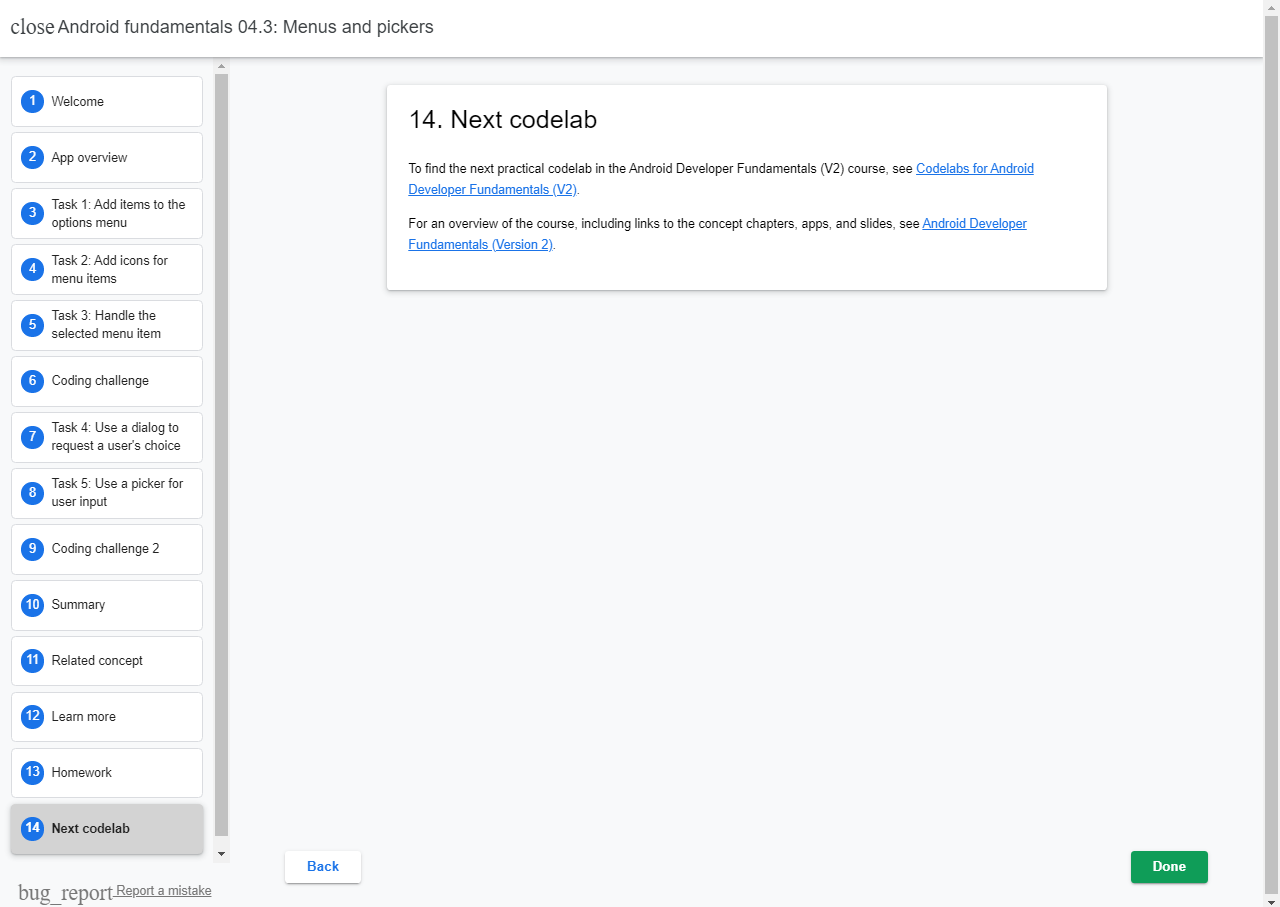 close Android fundamentals 04.3: Menus and pickers
1 Welcome
2 App overview
3 Task 1: Add items to the
options menu
4 Task 2: Add icons for
menu items
5 Task 3: Handle the
selected menu item
6 Coding challenge
7 Task 4: Use a dialog to
request a user's choice
8 Task 5: Use a picker for
user input
9 Coding challenge 2
10 Summary
11 Related concept
12 Learn more
13 Homework
14 Next codelab
bug_report Report a mistake
14. Next codelab
To find the next practical codelab in the Android Developer Fundamentals (V2) course, see Codelabs for Android
Developer Fundamentals (V2).
For an overview of the course, including links to the concept chapters, apps, and slides, see Android Developer
Fundamentals (Version 2).
Back
Done